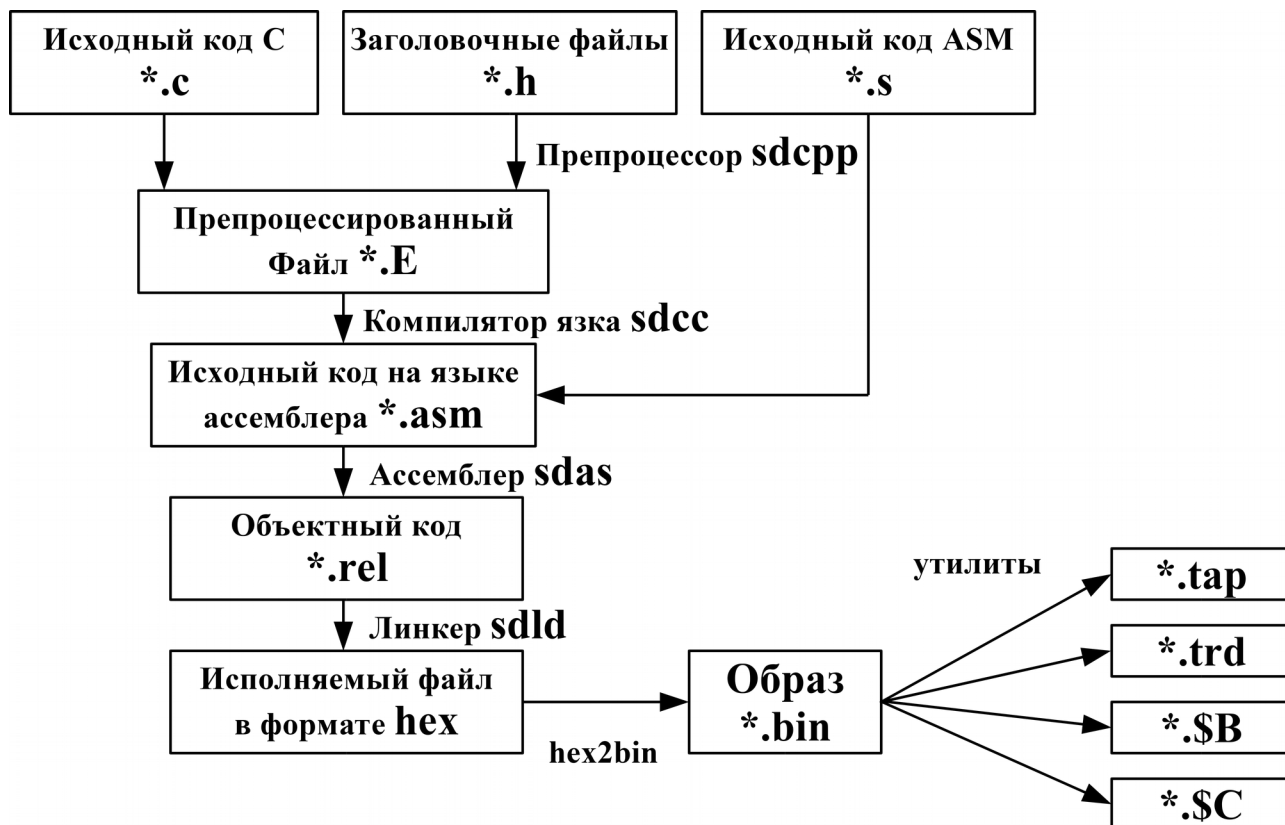 Исходный код C
*.c
Заголовочные файлы
*.h
Исходный код ASM
*.s
Препроцессор sdcpp
Препроцессированный
Файл *.E
Компилятор язка sdcc
Исходный код на языке
ассемблера *.asm
Ассемблер sdas
Объектный код
*.rel
Линкер sdld
Исполняемый файл
в формате hex
hex2bin
Образ
*.bin
утилиты
*.tap
*.trd
*.$B
*.$C